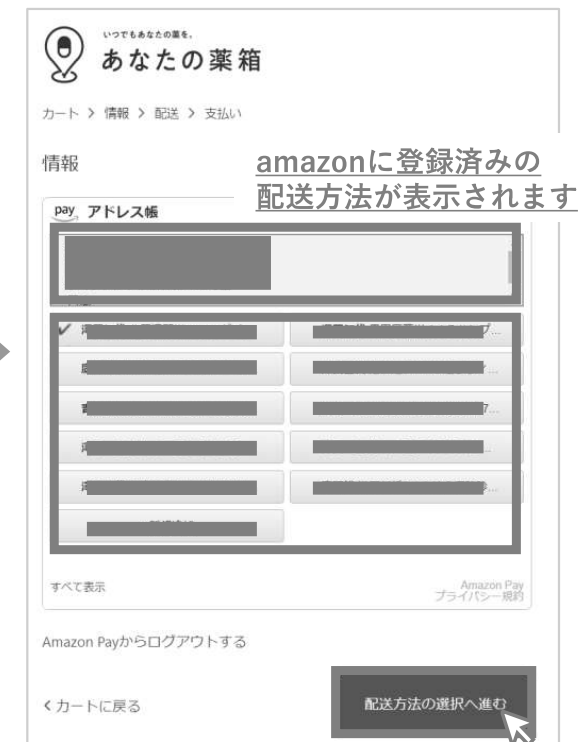 いつでもあなたの薬を。
あなたの薬箱
カート > 情報 > 配送 > 支払い
情報
amazonに登録済みの
配送方法が表示されます
pay アドレス帳
すべて表示
Amazon Pay
プライバシー規約
Amazon Payからログアウトする
< カートに戻る
配送方法の選択へ進む